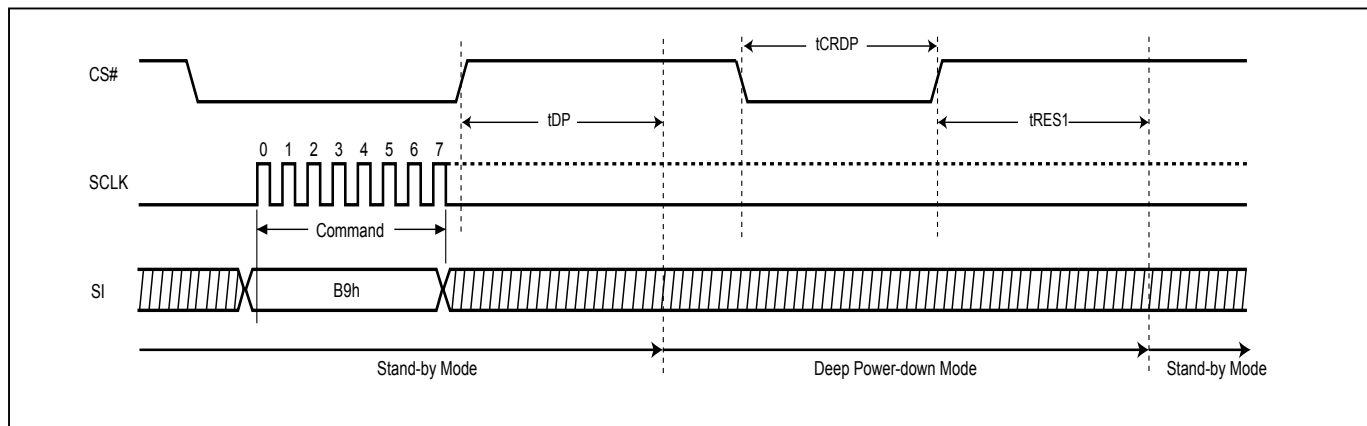 tCRDP
CS#
tDP
tRES1
0 1 2 3 4 5 6 7
SCLK
Command
SI
B9h
Stand-by Mode
Deep Power-down Mode
Stand-by Mode